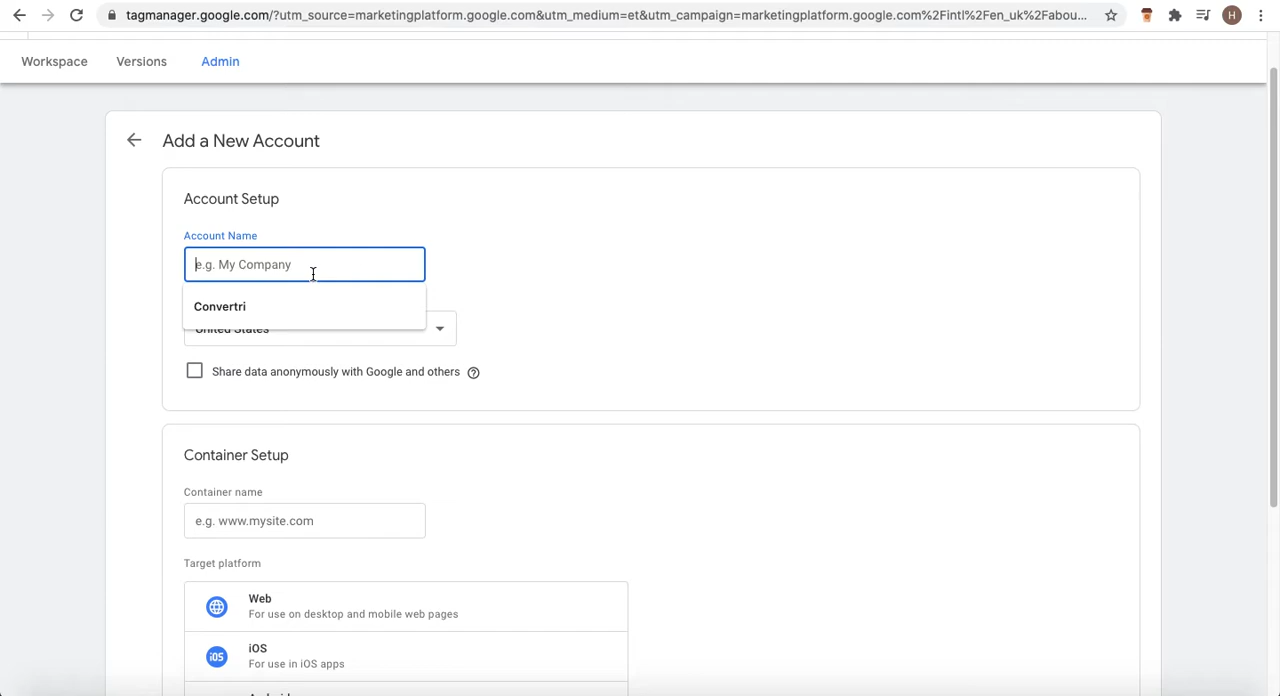 tagmanager.google.com/?utm_source=marketingplatform.google.com&utm_medium=et&utm_campaign=marketingplatform.google.com%2Fintl%2Fen_uk%2Fabou...
H
Workspace Versions Admin
Add a New Account
Account Setup
Account Name
e.g. My Company
Convertri
United States
Share data anonymously with Google and others
Container Setup
Container name
e.g. www.mysite.com
Target platform
Web
For use on desktop and mobile web pages
iOS
iOS
For use in iOS apps